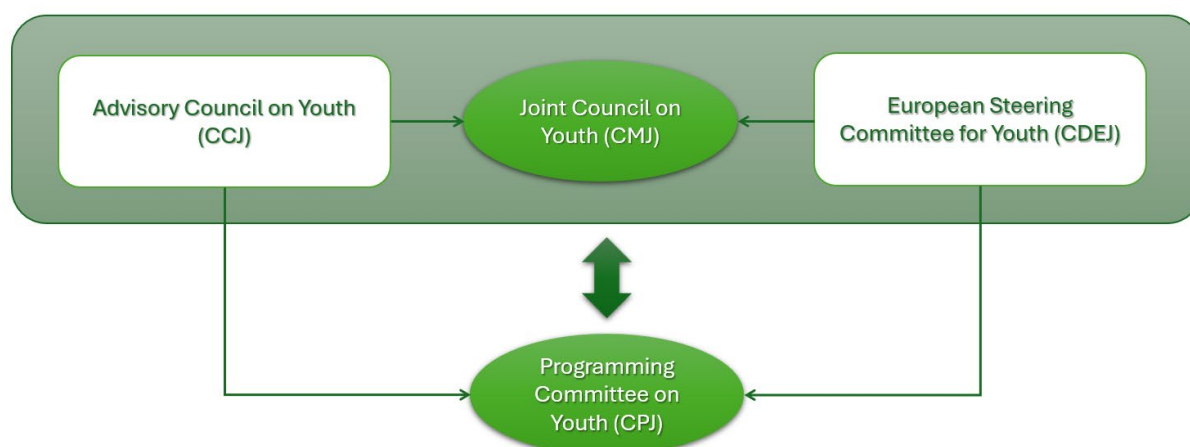 Advisory Council on Youth
(CCJ)
Joint Council on
Youth (CMJ)
European Steering
Committee for Youth (CDEJ)
Programming
Committee on
Youth (CPJ)